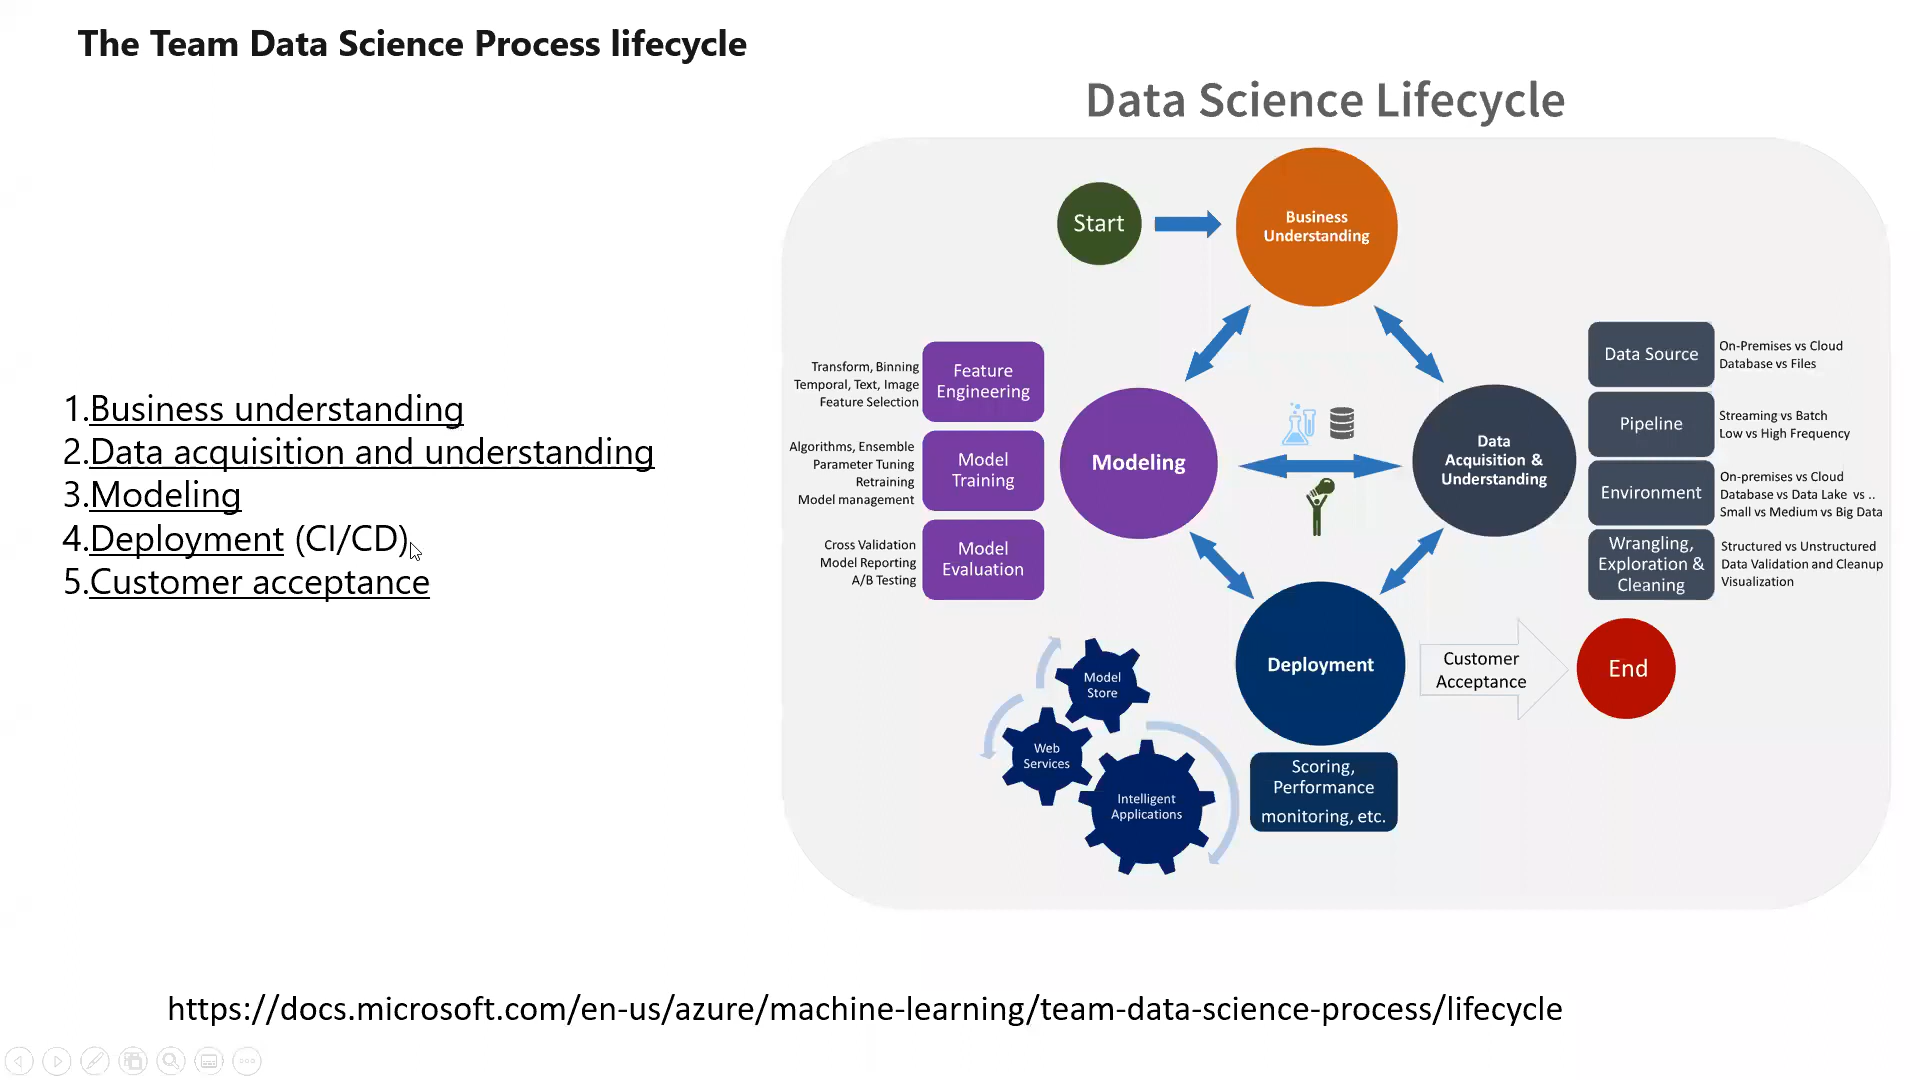 The Team Data Science Process lifecycle
Data Science Lifecycle
Start
Business
Understanding
1.Business understanding
2.Data acquisition and understanding
3.Modeling
4.Deployment (CI/CD)
5.Customer acceptance
Transform, Binning
Temporal, Text, Image
Feature Selection
Feature
Engineering
Algorithms, Ensemble
Parameter Tuning
Retraining
Model management
Model
Training
Cross Validation
Model Reporting
A/B Testing
Model
Evaluation
Modeling
Data
Acquisition &
Understanding
Data Source
On-Premises vs Cloud
Database vs Files
Pipeline
Streaming vs Batch
Low vs High Frequency
Environment
On-premises vs Cloud
Database vs Data Lake vs ..
Small vs Medium vs Big Data
Wrangling,
Exploration &
Cleaning
Structured vs Unstructured
Data Validation and Cleanup
Visualization
Model
Store
Web
Services
Intelligent
Applications
Deployment
Customer
Acceptance
End
Scoring,
Performance
monitoring, etc.
https://docs.microsoft.com/en-us/azure/machine-learning/team-data-science-process/lifecycle